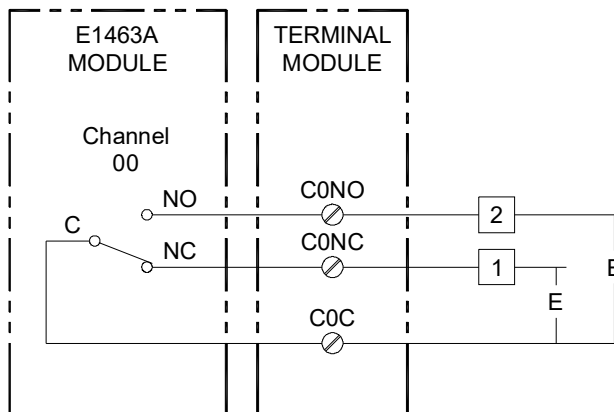 E1463A
MODULE
TERMINAL
MODULE
Channel
00
NO
C0NO
2
C
NC
C0NC
1
E
E
C0C